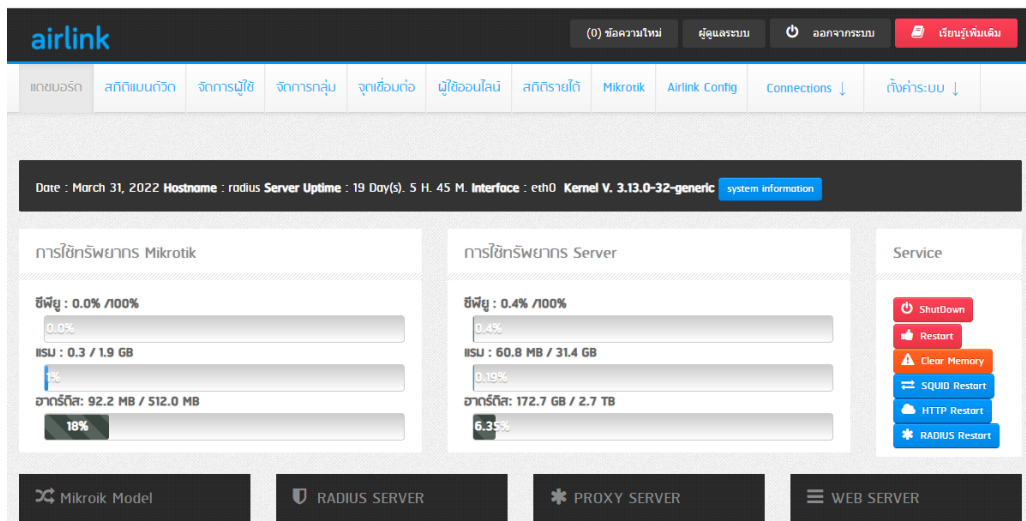 airlink
(0) ข้อความใหม่ ผู้ดูแลระบบ ออกจากระบบ เรียนรู้เพิ่มเติม
แดชบอร์ด สถิติแบนด์วิด จัดการผู้ใช้ จัดการกลุ่ม จุดเชื่อมต่อ ผู้ใช้ออนไลน์ สถิติรายได้ Mikrotik Airlink Config Connections ↓ ตั้งค่าระบบ ↓
Date : March 31, 2022 Hostname : radius Server Uptime : 19 Day(s). 5 H. 45 M. Interface : eth0 Kernel V. 3.13.0-32-generic system information
การใช้ทรัพยากร Mikrotik
ซีพียู : 0.0% /100%
0.0%
แรม : 0.3 / 1.9 GB
1%
ฮาดร์ดิส: 92.2 MB / 512.0 MB
18%
การใช้ทรัพยากร Server
ซีพียู : 0.4% /100%
0.4%
แรม : 60.8 MB / 31.4 GB
0.19%
ฮาดร์ดิส: 172.7 GB / 2.7 TB
6.35%
Service
ShutDown
Restart
Clear Memory
SQUID Restart
HTTP Restart
RADIUS Restart
Mikroik Model RADIUS SERVER PROXY SERVER WEB SERVER